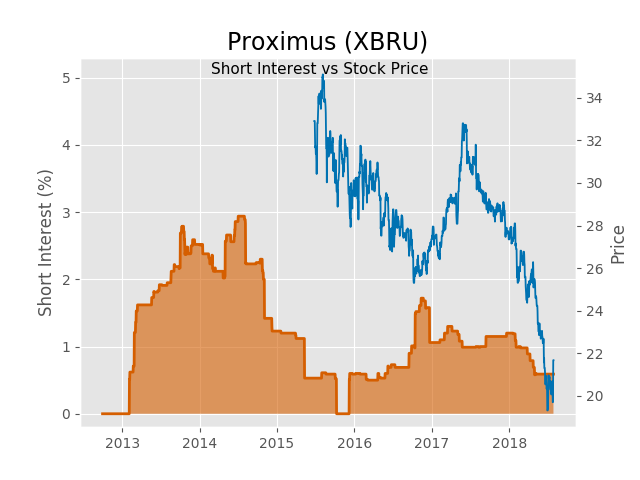 Proximus (XBRU)
Short Interest vs Stock Price
Short Interest (%)
5
4
3
2
1
0
34
32
30
28
26
24
22
20
Price
2013 2014 2015 2016 2017 2018